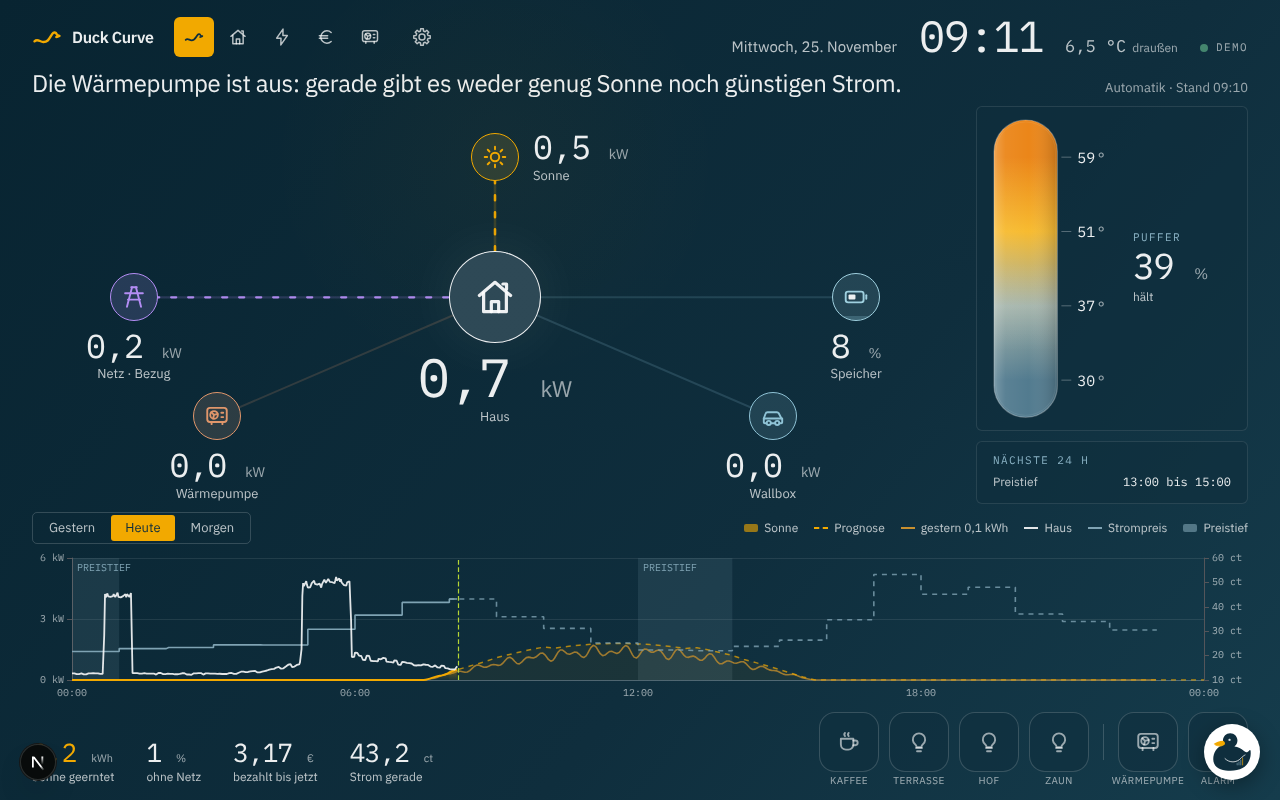 Duck Curve
Mittwoch, 25. November
09:11
6,5 °C draußen
DEMO
Die Wärmepumpe ist aus: gerade gibt es weder genug Sonne noch günstigen Strom.
Automatik · Stand 09:10
0,5 kW
Sonne
0,2 kW
Netz · Bezug
0,7 kW
Haus
8 %
Speicher
0,0 kW
Wärmepumpe
0,0 kW
Wallbox
59°
51°
37°
30°
PUFFER
39 %
hält
NÄCHSTE 24 H
Preistief 13:00 bis 15:00
Gestern Heute Morgen
Sonne Prognose gestern 0,1 kWh Haus Strompreis Preistief
6 kW
3 kW
0 kW
PREISTIEF PREISTIEF
60 ct
50 ct
40 ct
30 ct
20 ct
10 ct
00:00 06:00 12:00 18:00 00:00
2 kWh
geerntet
1 %
ohne Netz
3,17 €
bezahlt bis jetzt
43,2 ct
Strom gerade
KAFFEE TERRASSE HOF ZAUN WÄRMEPUMPE ALARM
N